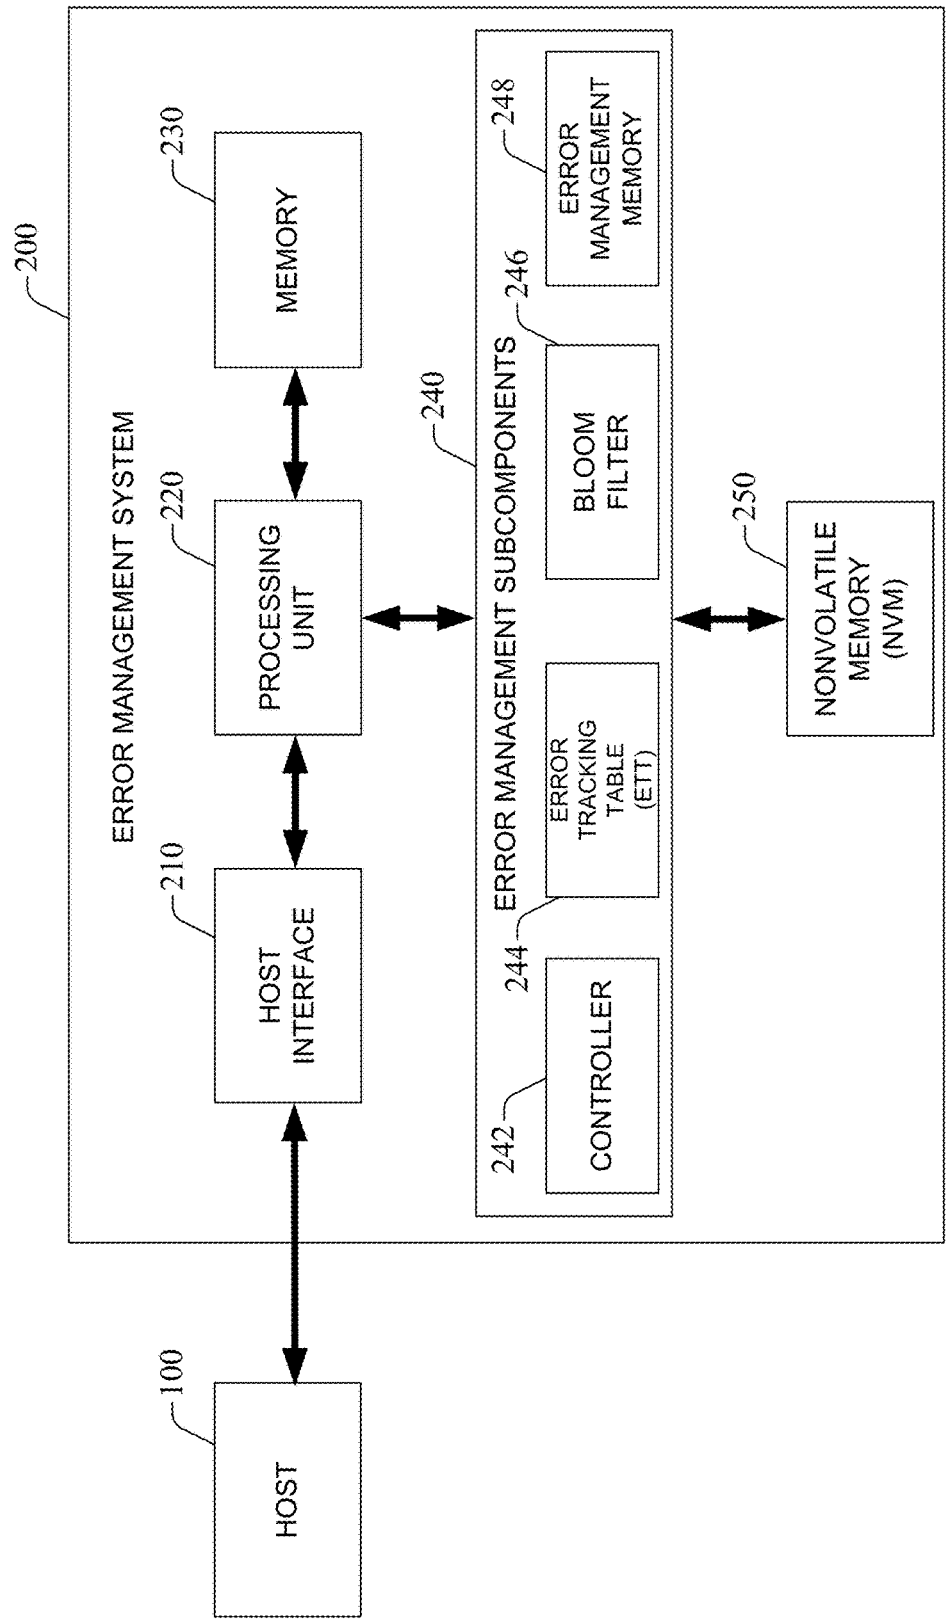 200
ERROR MANAGEMENT SYSTEM
100
HOST
210
HOST
INTERFACE
220
PROCESSING
UNIT
230
MEMORY
240
ERROR MANAGEMENT SUBCOMPONENTS
242
CONTROLLER
244
ERROR
TRACKING
TABLE
(ETT)
246
BLOOM
FILTER
248
ERROR
MANAGEMENT
MEMORY
250
NONVOLATILE
MEMORY
(NVM)